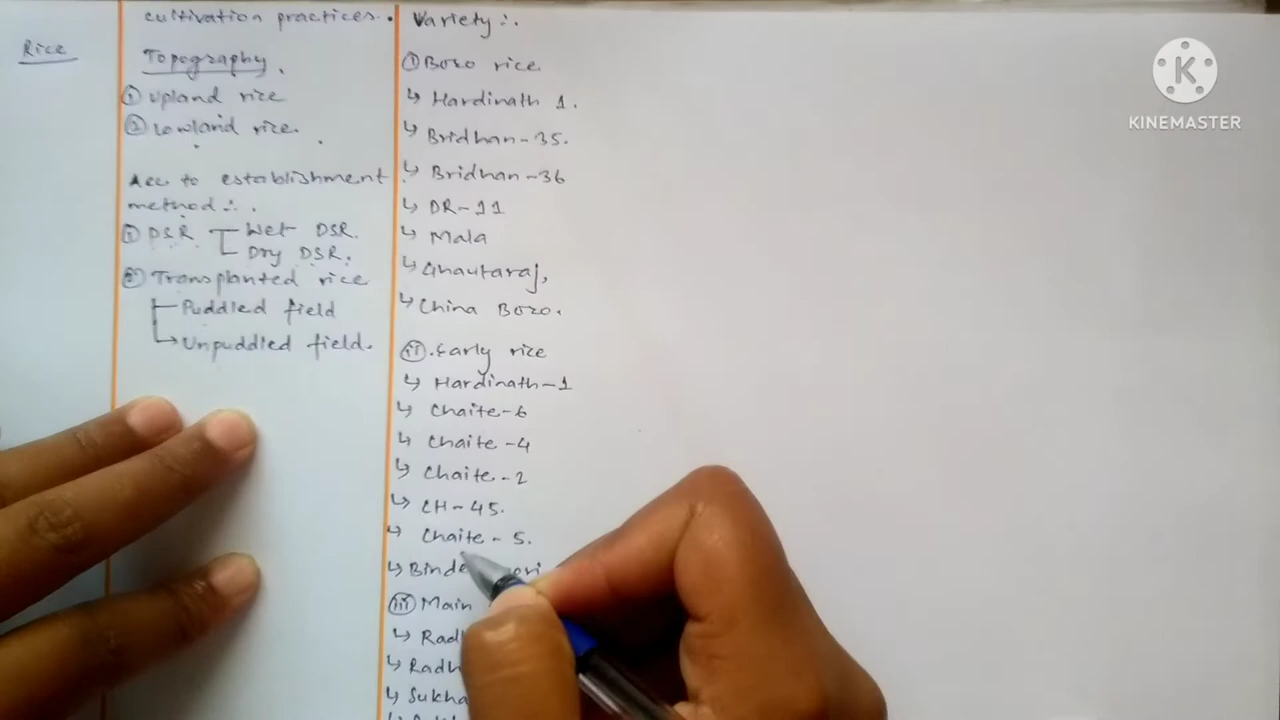 Rice
cultivation practices.
Topography.
① Upland rice
② Lowland rice.
Acc to establishment
method :.
① DSR Wet DSR.
Dry DSR.
② Transplanted rice
Puddled field
Unpuddled field.
Variety :.
① Boro rice
↳ Hardinath 1.
↳ Bridhan-35.
↳ Bridhan-36
↳ DR-11
↳ Mala
↳ China Boro.
ⅱ. Early rice
↳ Hardinath-1
↳ Chaite-6
↳ Chaite-4
↳ Chaite-2
↳ CH-45.
↳ Chaite-5.
ⅲ Main
KINEMASTER